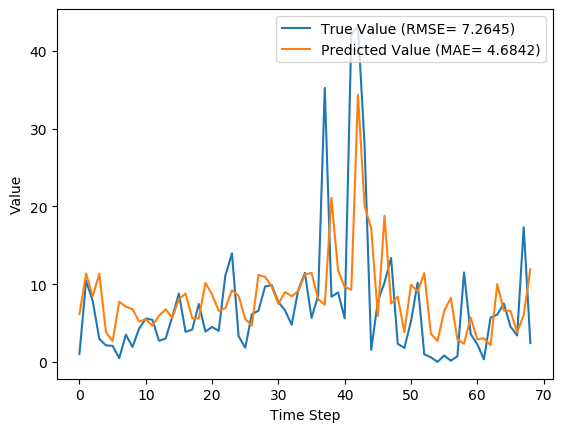 True Value (RMSE= 7.2645)
Predicted Value (MAE= 4.6842)
40
30
20
10
0
Value
0 10 20 30 40 50 60 70
Time Step